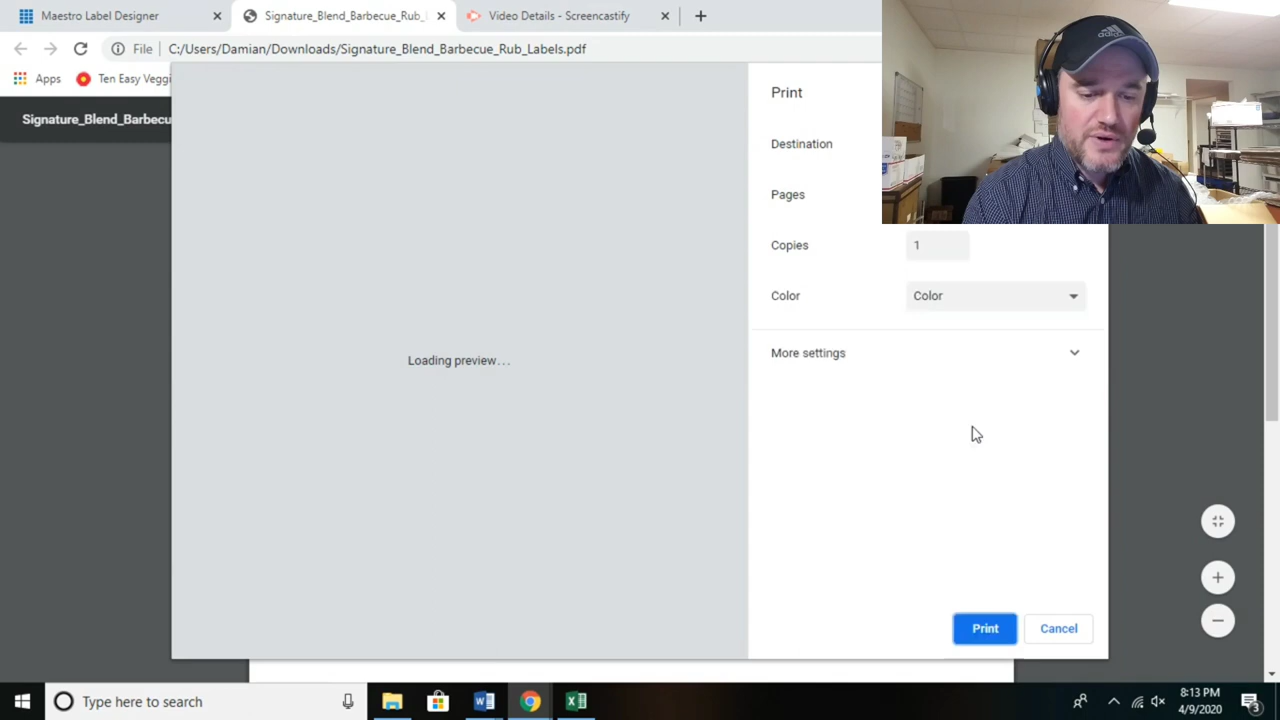 Maestro Label Designer
Signature_Blend_Barbecue_Rub_L
Video Details - Screencastify
File
C:/Users/Damian/Downloads/Signature_Blend_Barbecue_Rub_Labels.pdf
Apps
Ten Easy Veggi
Signature_Blend_Barbecu
Print
Destination
Pages
Copies
1
Color
Color
Loading preview...
More settings
Print
Cancel
Type here to search
8:13 PM
4/9/2020
3